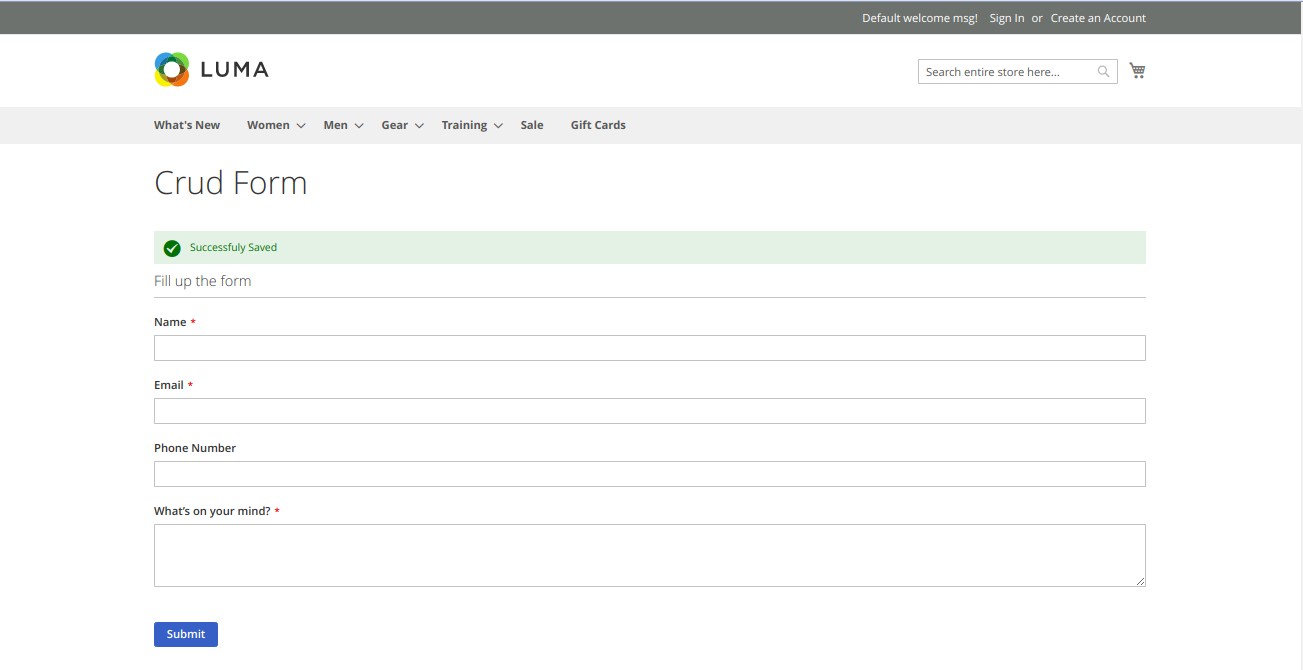 Default welcome msg! Sign In or Create an Account
LUMA
Search entire store here...
What's New Women Men Gear Training Sale Gift Cards
Crud Form
Successfuly Saved
Fill up the form
Name *
Email *
Phone Number
What's on your mind? *
Submit